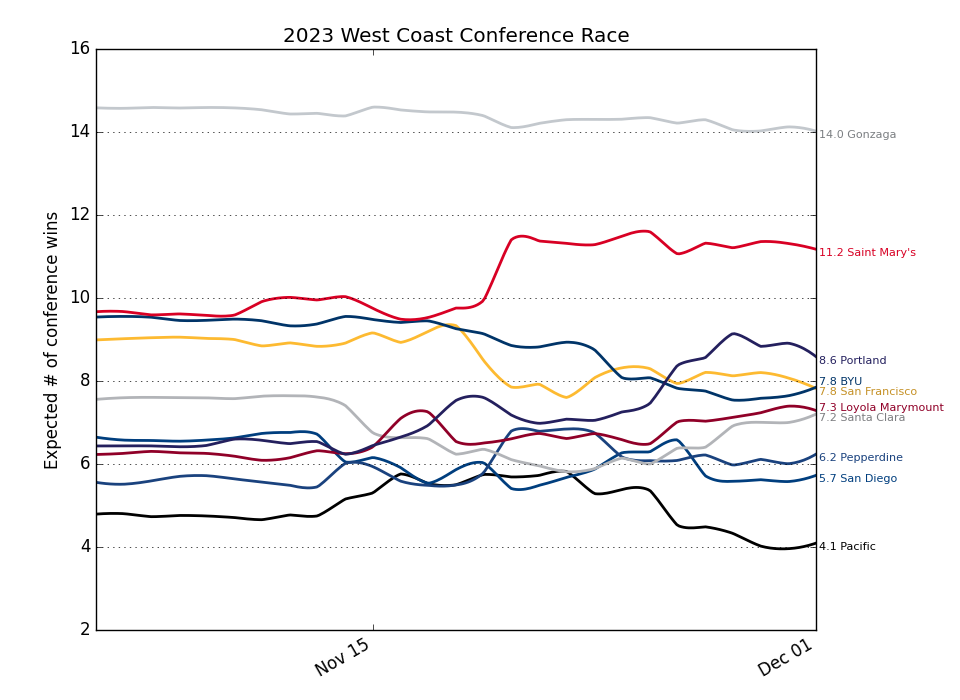 2023 West Coast Conference Race
Expected # of conference wins
16
14
12
10
8
6
4
2
Nov 15
Dec 01
14.0 Gonzaga
11.2 Saint Mary's
8.6 Portland
7.8 BYU
7.8 San Francisco
7.3 Loyola Marymount
7.2 Santa Clara
6.2 Pepperdine
5.7 San Diego
4.1 Pacific